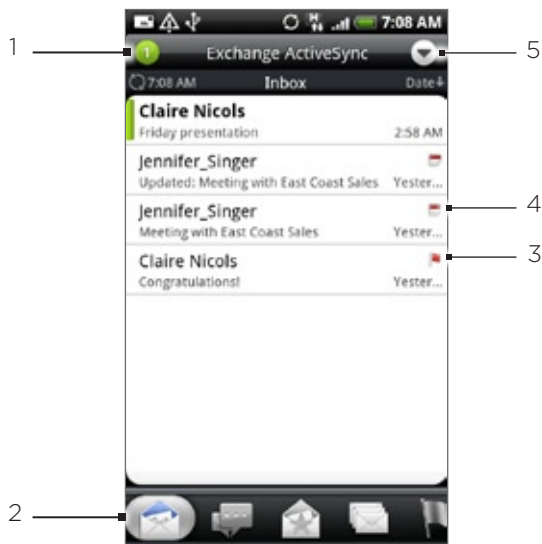 7:08 AM
1 1 Exchange ActiveSync 5
7:08 AM Inbox Date
Claire Nicols
Friday presentation 2:58 AM
Jennifer_Singer
Updated: Meeting with East Coast Sales Yester...
Jennifer_Singer 4
Meeting with East Coast Sales Yester...
Claire Nicols 3
Congratulations! Yester...
2